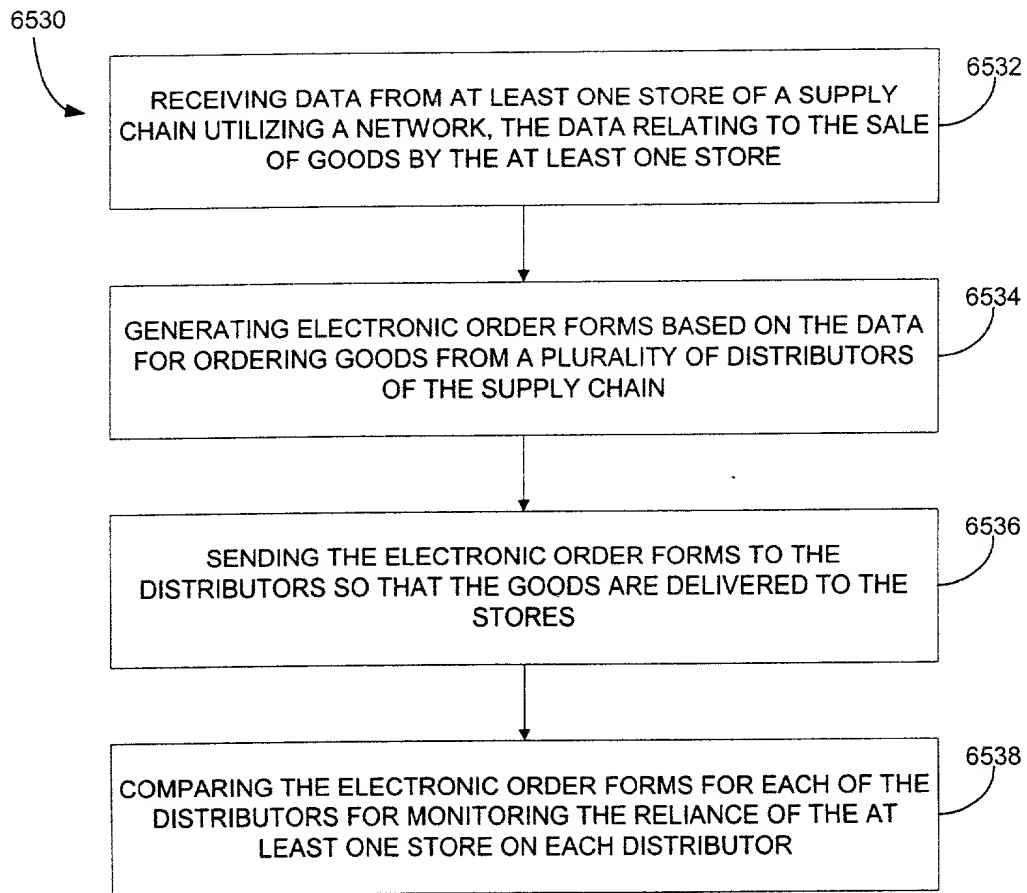 6530
6532
RECEIVING DATA FROM AT LEAST ONE STORE OF A SUPPLY
CHAIN UTILIZING A NETWORK, THE DATA RELATING TO THE SALE
OF GOODS BY THE AT LEAST ONE STORE
6534
GENERATING ELECTRONIC ORDER FORMS BASED ON THE DATA
FOR ORDERING GOODS FROM A PLURALITY OF DISTRIBUTORS
OF THE SUPPLY CHAIN
6536
SENDING THE ELECTRONIC ORDER FORMS TO THE
DISTRIBUTORS SO THAT THE GOODS ARE DELIVERED TO THE
STORES
6538
COMPARING THE ELECTRONIC ORDER FORMS FOR EACH OF THE
DISTRIBUTORS FOR MONITORING THE RELIANCE OF THE AT
LEAST ONE STORE ON EACH DISTRIBUTOR